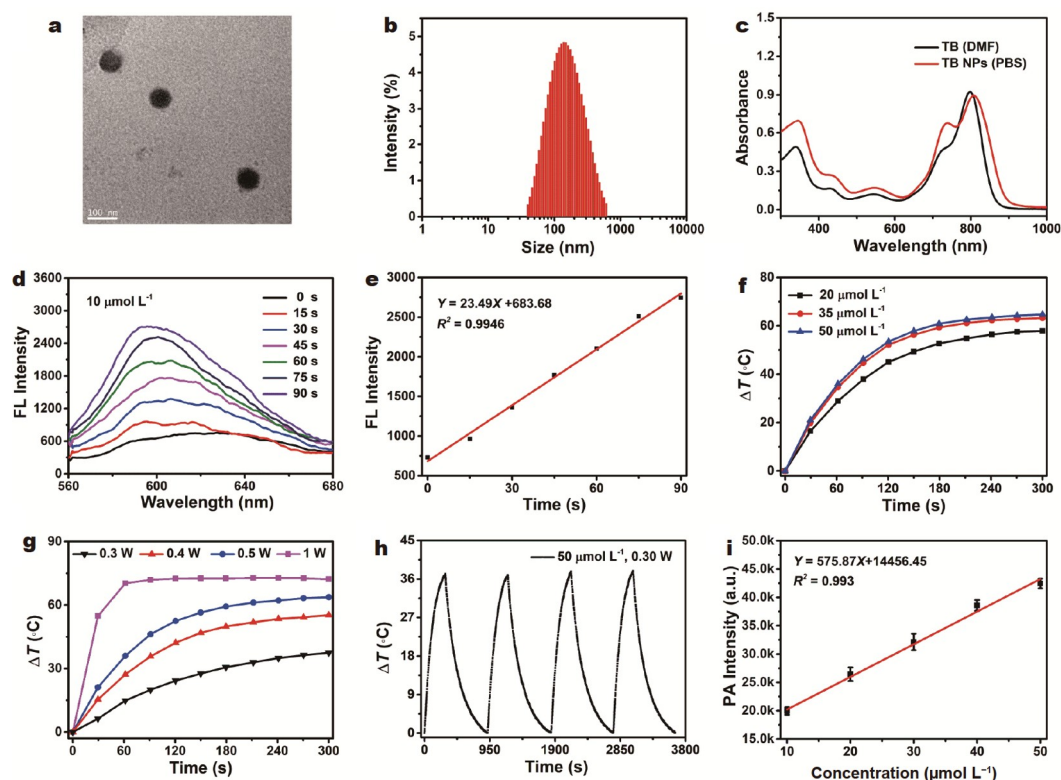 a
100 nm
b
Intensity (%)
5
4
3
2
1
0
1 10 100 1000 10000
Size (nm)
c
Absorbance
1.5
1.2
0.9
0.6
0.3
0.0
TB (DMF)
TB NPs (PBS)
400 600 800 1000
Wavelength (nm)
d
FL Intensity
3600
3000
2400
1800
1200
600
0
10 μmol L⁻¹
0 s
15 s
30 s
45 s
60 s
75 s
90 s
560 600 640 680
Wavelength (nm)
e
FL
3000
2500
2000
1500
1000
500
Y = 23.49X +683.68
R² = 0.9946
0 30 60 90
Time (s)
f
ΔT (°C)
80
60
40
20
0
20 μmol L⁻¹
35 μmol L⁻¹
50 μmol L⁻¹
0 60 120 180 240 300
Time (s)
g
ΔT (°C)
90
60
30
0
0.3 W 0.4 W 0.5 W 1 W
0 60 120 180 240 300
Time (s)
h
ΔT (°C)
45
36
27
18
9
0
50 μmol L⁻¹, 0.30 W
0 950 1900 2850 3800
Time (s)
i
PA Intensity (a.u.)
50.0k
45.0k
40.0k
35.0k
30.0k
25.0k
20.0k
15.0k
Y = 575.87X+14456.45
R² = 0.993
10 20 30 40 50
Concentration (μmol L⁻¹)